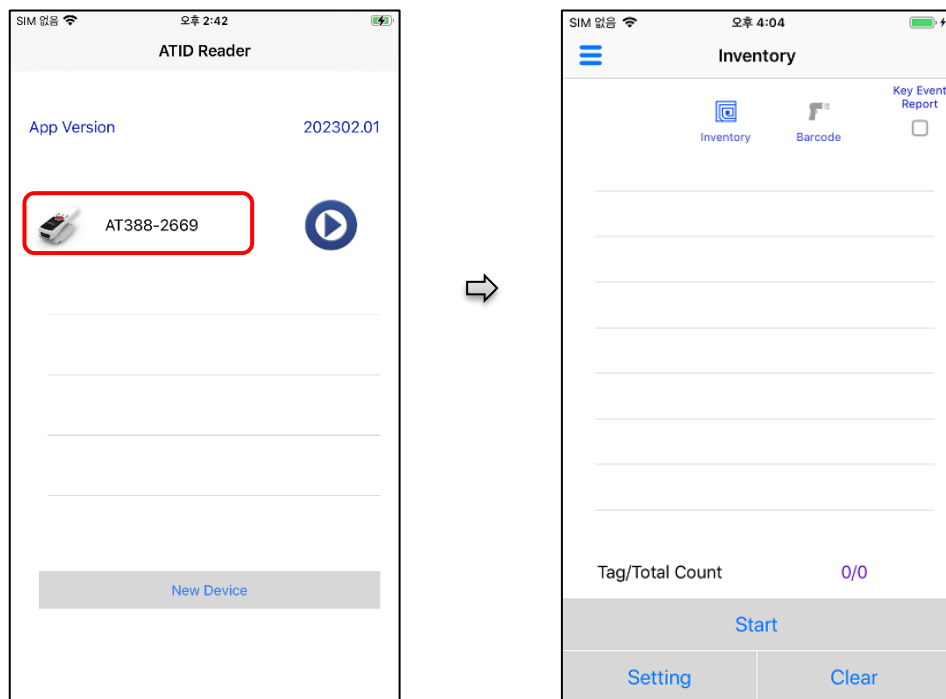 SIM 없음 오후 2:42
ATID Reader
App Version 202302.01
AT388-2669
New Device
SIM 없음 오후 4:04
Inventory
Key Event
Report
Inventory Barcode
Tag/Total Count 0/0
Start
Setting Clear